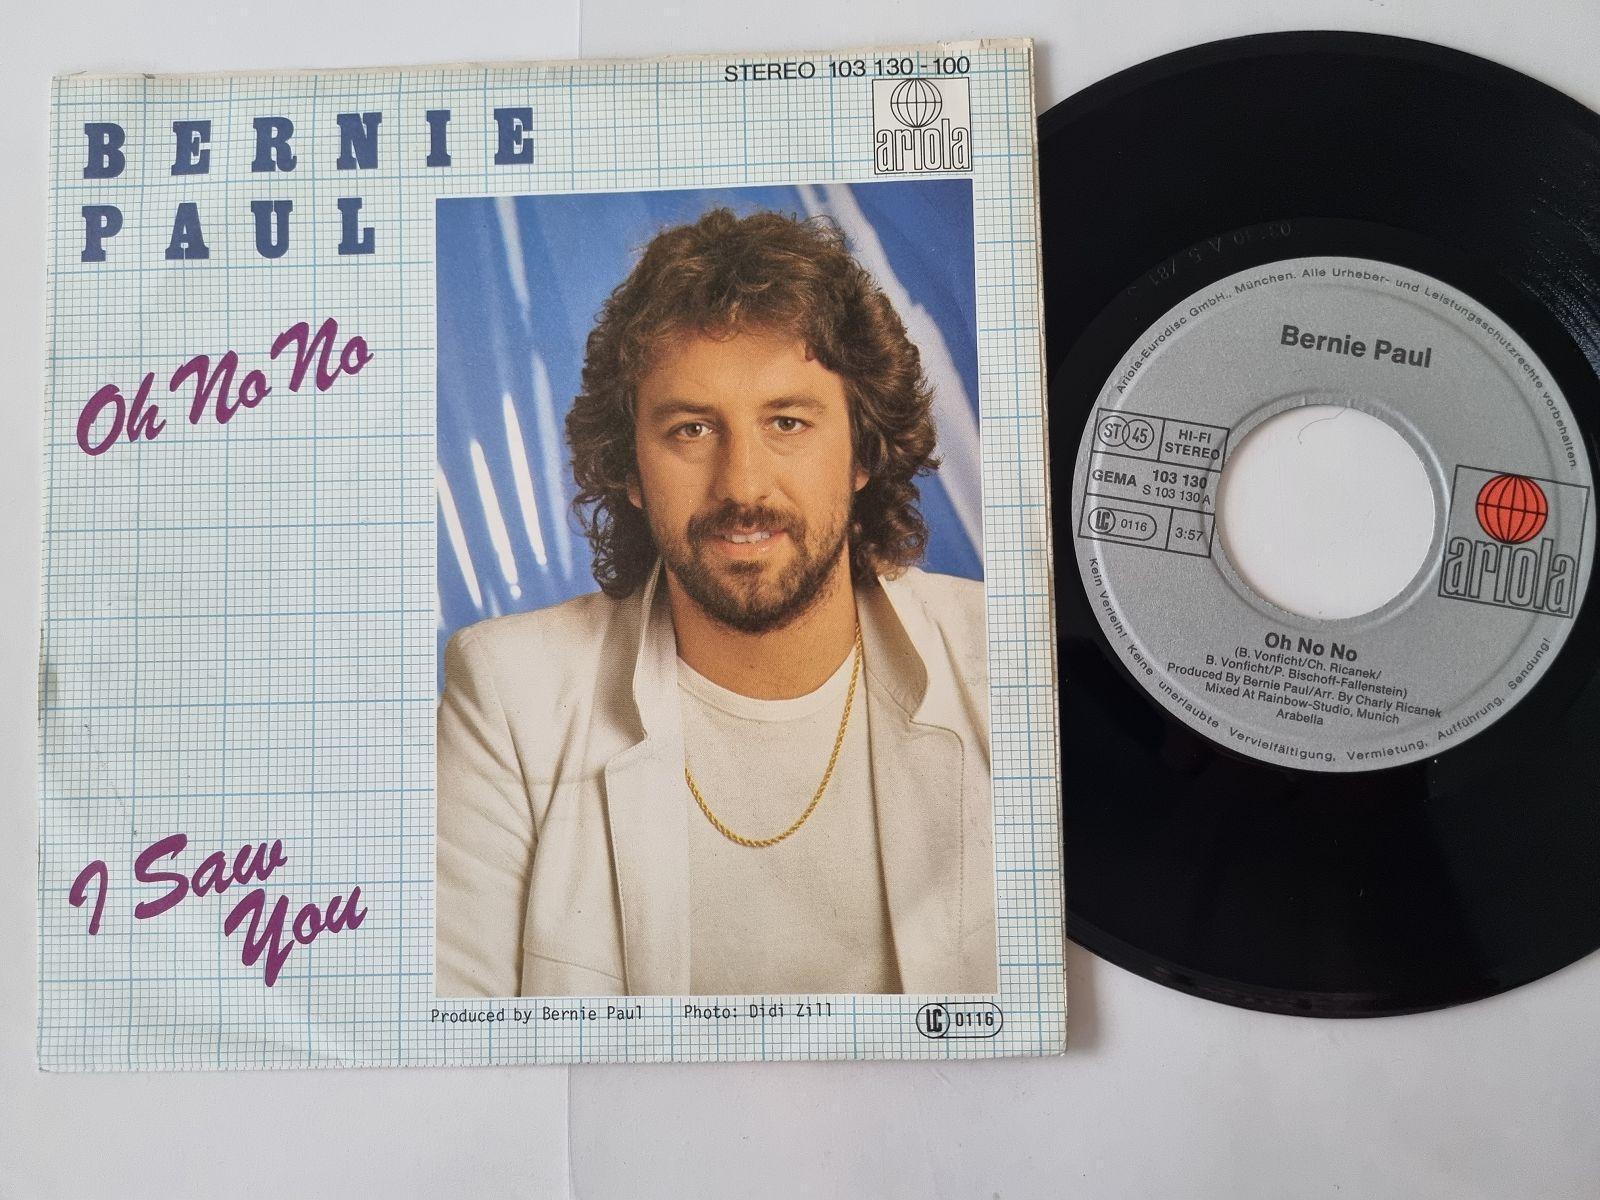 STEREO 103 130 - 100
ariola
BERNIE
PAUL
Oh No No
I Saw
You
Produced by Bernie Paul
Photo: Didi Zill
LC 0116
Ariola-Eurodisc GmbH., München. Alle Urheber- und Leistungsschutzrechte vorbehalten.
Bernie Paul
ST 45
HI-FI
STEREO
GEMA 103 130
S 103 130 A
LC 0116
3:57
ariola
Oh No No
(B. Vonficht/Ch. Ricanek/
B. Vonficht/P. Bischoff-Fallenstein)
Produced By Bernie Paul/Arr. By Charly Ricanek
Mixed At Rainbow-Studio, Munich
Arabella
Kein Verleih! Keine unerlaubte Vervielfältigung, Vermietung, Aufführung, Sendung!